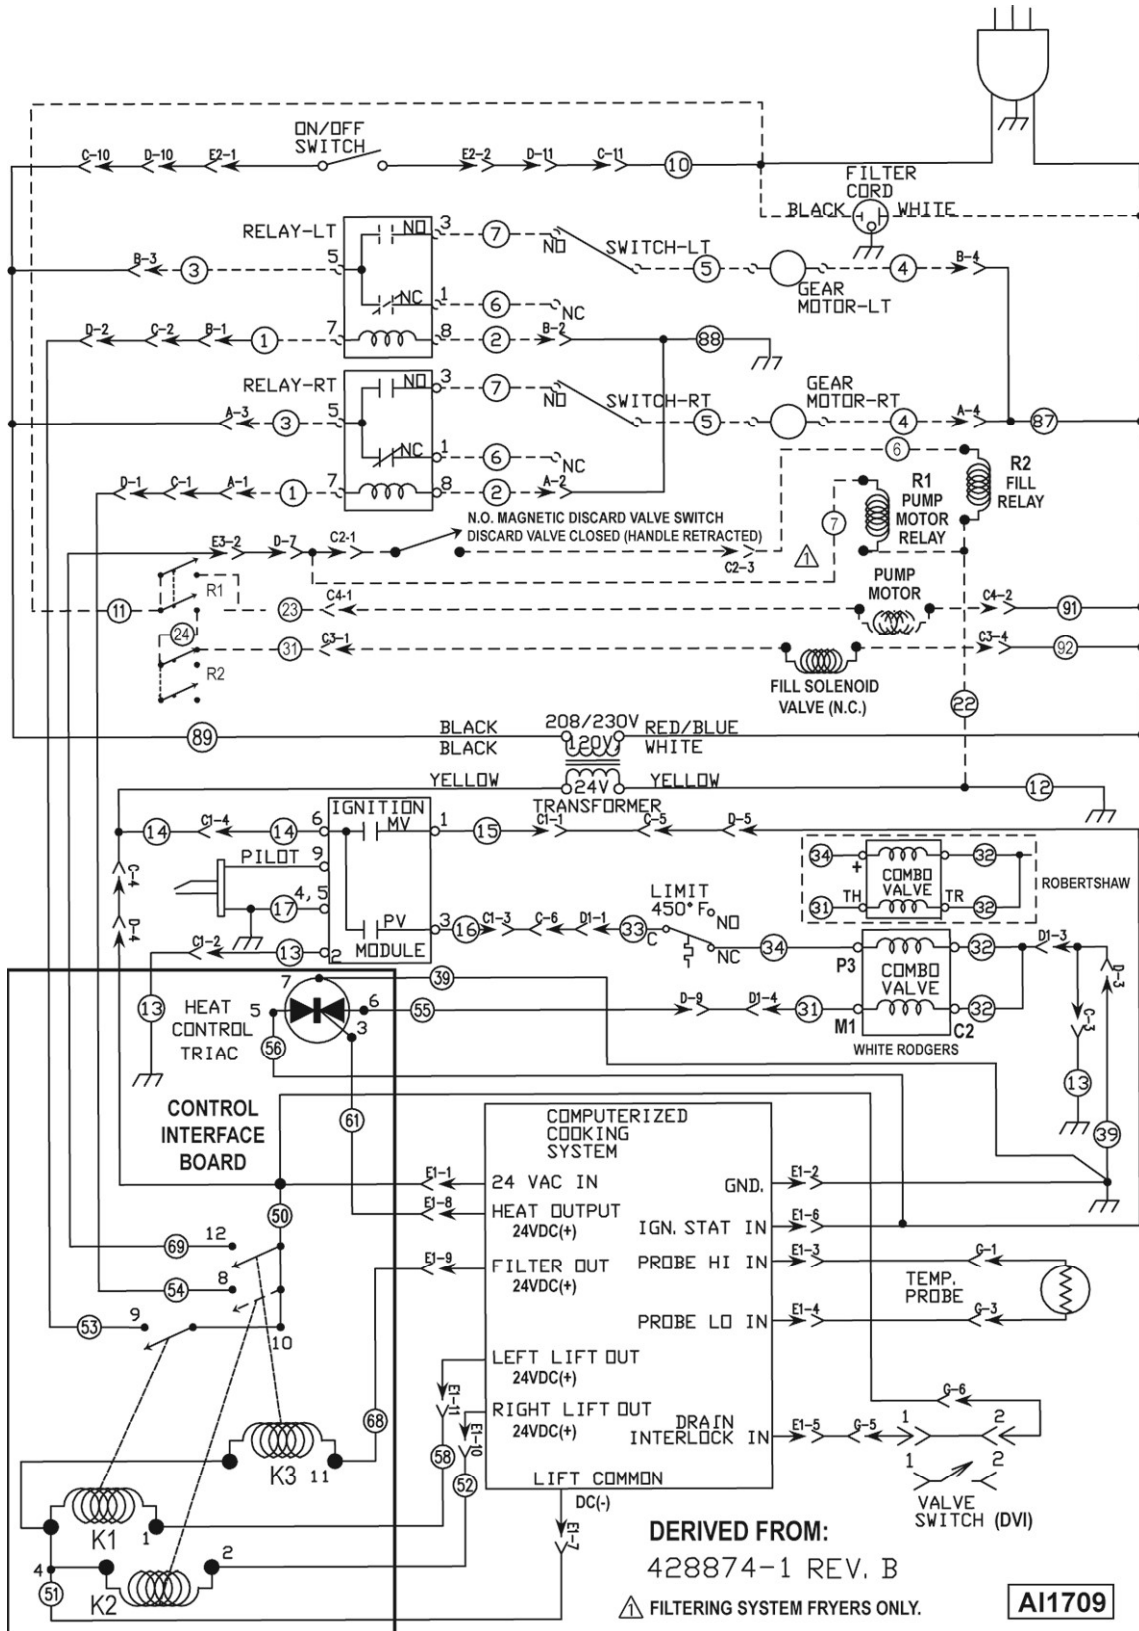 ON/OFF
SWITCH
C-10 D-10 E2-1 E2-2 D-11 C-11 10
FILTER
CORD
BLACK WHITE
RELAY-LT 3 NO 7 NO SWITCH-LT
B-3 3 5 5 4 B-4
GEAR
MOTOR-LT
NC 1 6 NC
D-2 C-2 B-1 1 7 8 2 B-2 88
RELAY-RT 3 NO 7 NO SWITCH-RT
GEAR
MOTOR-RT
A-3 3 5 5 4 A-4 87
NC 1 6 NC
6
D-1 C-1 A-1 1 7 8 2 A-2
R2
FILL
RELAY
R1
PUMP
MOTOR
RELAY
7
1
N.O. MAGNETIC DISCARD VALVE SWITCH
DISCARD VALVE CLOSED (HANDLE RETRACTED)
E3-2 D-7 C2-1 C2-3
PUMP
MOTOR
R1
11 23 C4-1 C4-2 91
24 31 C3-1 C3-4 92
R2
FILL SOLENOID
VALVE (N.C.)
22
89 BLACK 208/230V RED/BLUE
BLACK 120V WHITE
YELLOW 24V YELLOW 12
TRANSFORMER
IGNITION
14 C1-4 14 6 MV 1 15 C1-1 C-5 D-5
PILOT 9
C-4
17 4, 5
D-4
PV 3 16 C1-3 C-6 D1-1 33 C
LIMIT
450° F NO
NC 34
C1-2 13 2 MODULE
34 + COMBO
VALVE 32
31 TH TR 32
ROBERTSHAW
P3 COMBO
VALVE 32 D1-3 D-3
M1 C2 32
WHITE RODGERS
C-3
13
39
13
HEAT
CONTROL
TRIAC
7 39
5 6 55 D-9 D1-4 31
3
56
61
CONTROL
INTERFACE
BOARD
COMPUTERIZED
COOKING
SYSTEM
E1-1 24 VAC IN
GND. E1-2
E1-8 HEAT OUTPUT
24VDC(+)
IGN. STAT IN E1-6
E1-9 FILTER OUT
24VDC(+)
PROBE HI IN E1-3 G-1
TEMP.
PROBE
PROBE LO IN E1-4 G-3
50
69 12
54 8
53 9
10
LEFT LIFT OUT
24VDC(+)
E1-11
RIGHT LIFT OUT
24VDC(+)
E1-10
DRAIN
INTERLOCK IN E1-5 G-5 1 2
G-6
1 2
VALVE
SWITCH (DVI)
68
58
52
K3 11
LIFT COMMON
DC(-)
E1-7
K1 1
4 2
51
K2
DERIVED FROM:
428874-1 REV. B
1 FILTERING SYSTEM FRYERS ONLY.
AI1709